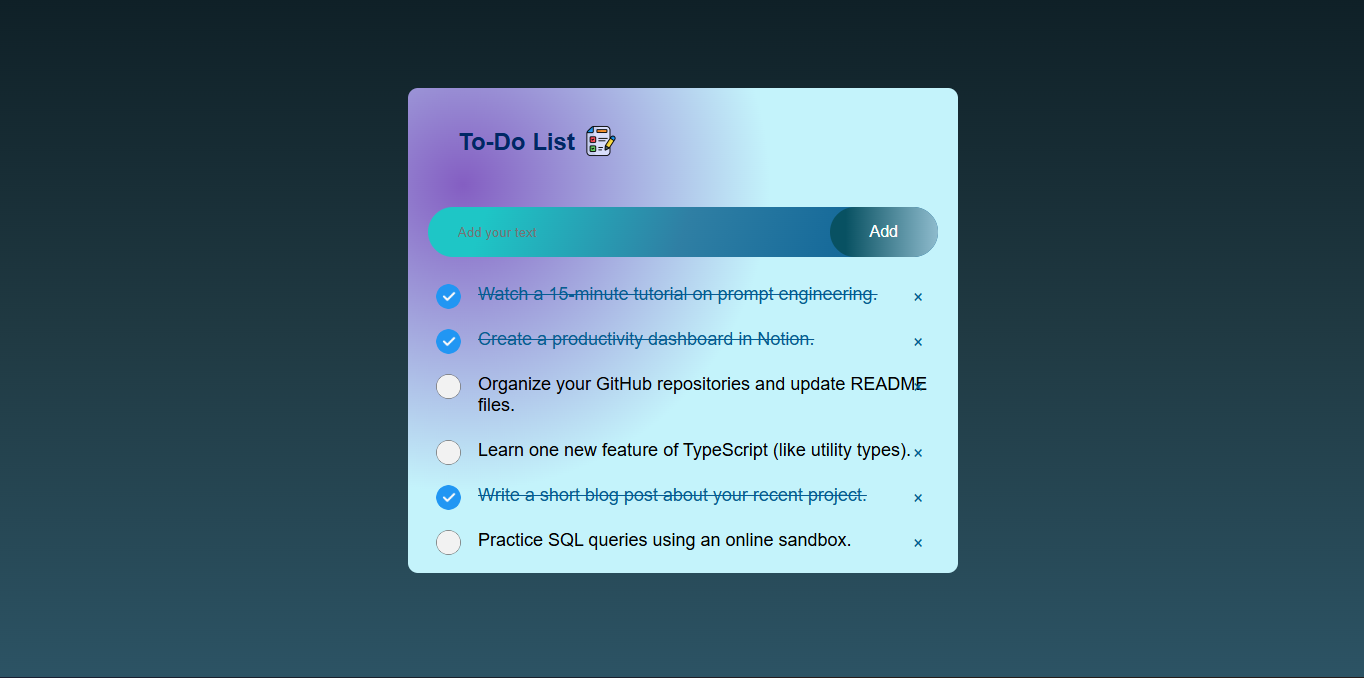 To-Do List
Add your text
Add
Watch a 15-minute tutorial on prompt engineering. ×
Create a productivity dashboard in Notion. ×
Organize your GitHub repositories and update README ×
files.
Learn one new feature of TypeScript (like utility types). ×
Write a short blog post about your recent project. ×
Practice SQL queries using an online sandbox. ×